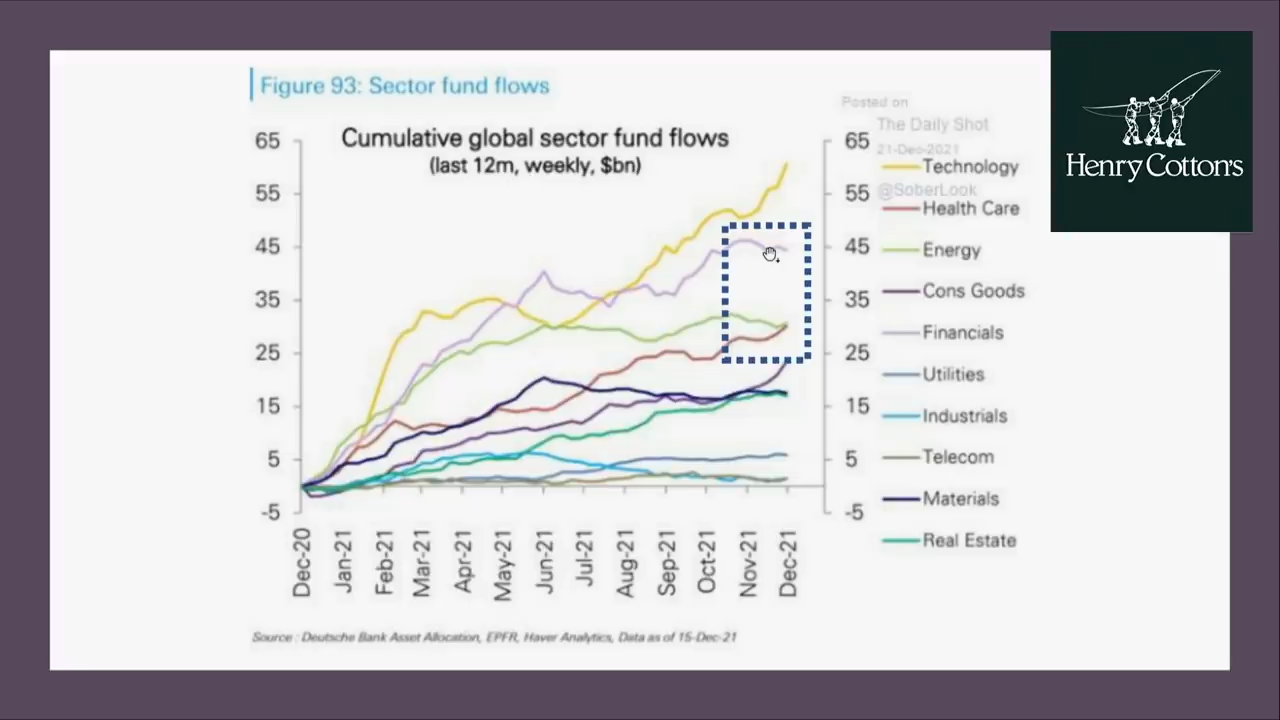 Figure 93: Sector fund flows
Cumulative global sector fund flows
(last 12m, weekly, $bn)
Posted on
The Daily Shot
21-Dec-2021
@SoberLook
Henry Cotton's
65
55
45
35
25
15
5
-5
65
55
45
35
25
15
5
-5
Technology
Health Care
Energy
Cons Goods
Financials
Utilities
Industrials
Telecom
Materials
Real Estate
Dec-20
Jan-21
Feb-21
Mar-21
Apr-21
May-21
Jun-21
Jul-21
Aug-21
Sep-21
Oct-21
Nov-21
Dec-21
Source : Deutsche Bank Asset Allocation, EPFR, Haver Analytics, Data as of 15-Dec-21